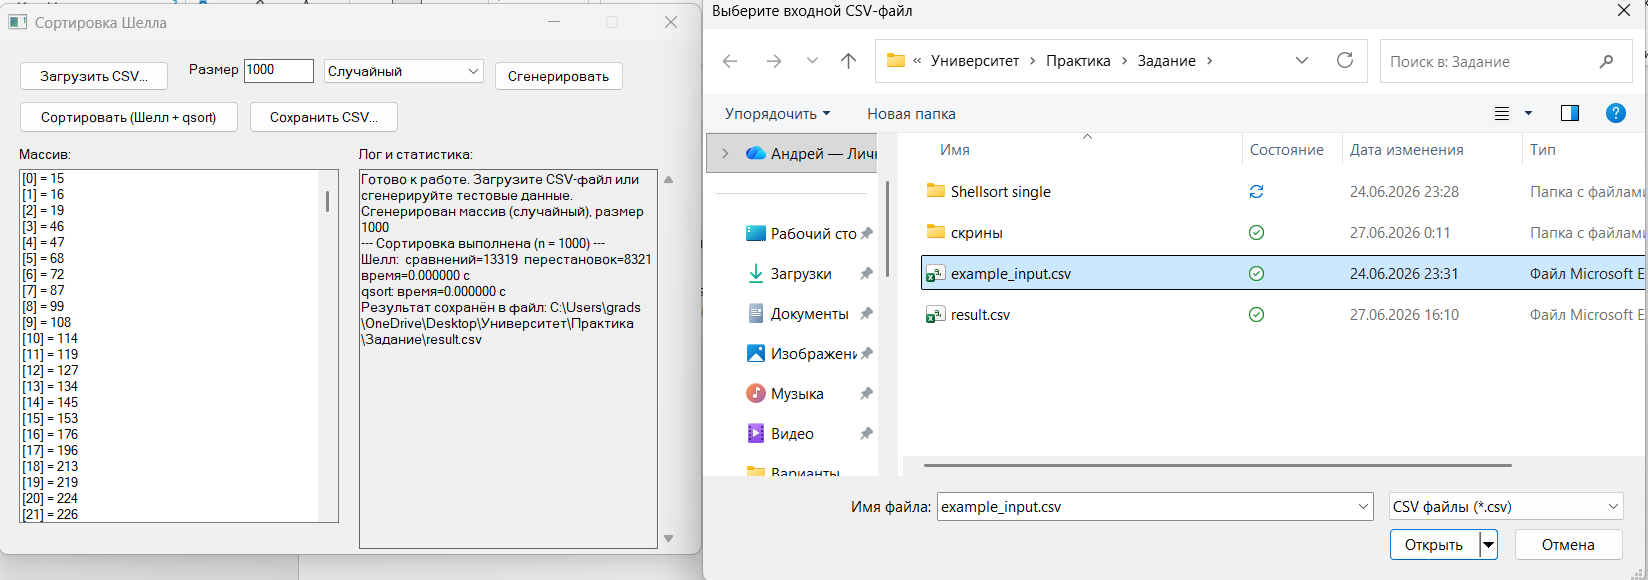 Сортировка Шелла
Загрузить CSV...
Размер
1000
Случайный
Сгенерировать
Сортировать (Шелл + qsort)
Сохранить CSV...
Массив:
[0] = 15
[1] = 16
[2] = 19
[3] = 46
[4] = 47
[5] = 68
[6] = 72
[7] = 87
[8] = 99
[9] = 108
[10] = 114
[11] = 119
[12] = 127
[13] = 134
[14] = 145
[15] = 153
[16] = 176
[17] = 196
[18] = 213
[19] = 219
[20] = 224
[21] = 226
Лог и статистика:
Готово к работе. Загрузите CSV-файл или
сгенерируйте тестовые данные.
Сгенерирован массив (случайный), размер
1000
--- Сортировка выполнена (n = 1000) ---
Шелл: сравнений=13319 перестановок=8321
время=0.000000 с
qsort: время=0.000000 с
Результат сохранён в файл: C:\Users\grads
\OneDrive\Desktop\Университет\Практика
\Задание\result.csv
Выберите входной CSV-файл
« Университет > Практика > Задание >
Поиск в: Задание
Упорядочить
Новая папка
Андрей — Личн
Рабочий сто
Загрузки
Документы
Изображени
Музыка
Видео
Варианты
Имя
Состояние
Дата изменения
Тип
Shellsort single
24.06.2026 23:28
Папка с файлами
скрины
27.06.2026 0:11
Папка с файлами
example_input.csv
24.06.2026 23:31
Файл Microsoft E
result.csv
27.06.2026 16:10
Файл Microsoft E
Имя файла:
example_input.csv
CSV файлы (*.csv)
Открыть
Отмена